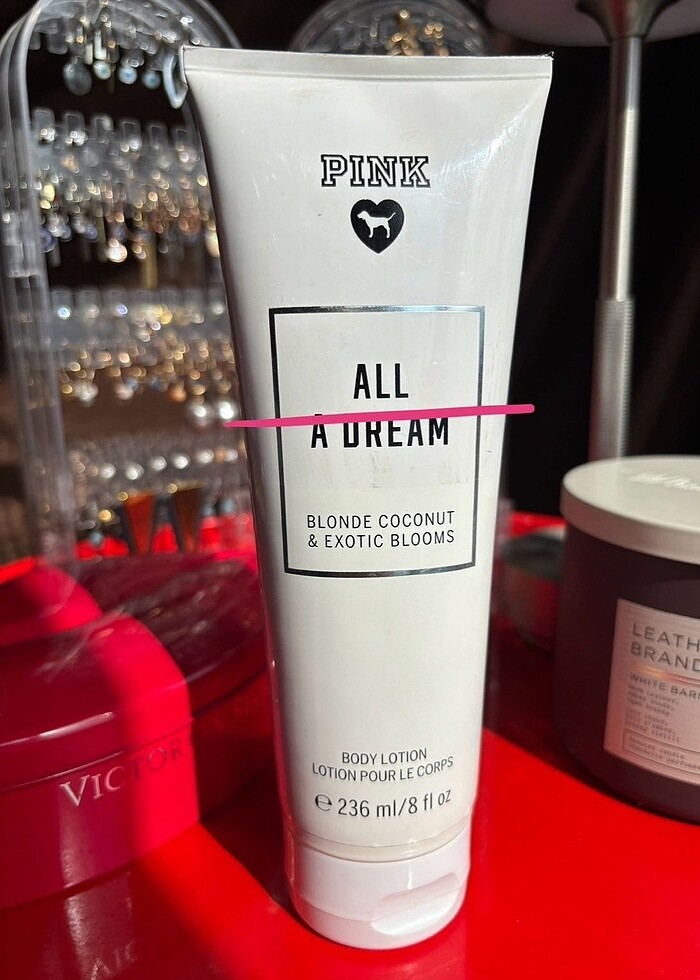 PINK
ALL
A DREAM
BLONDE COCONUT
& EXOTIC BLOOMS
BODY LOTION
LOTION POUR LE CORPS
℮ 236 ml/8 fl oz
VICTOR
LEATH
BRAND
WHITE BAR